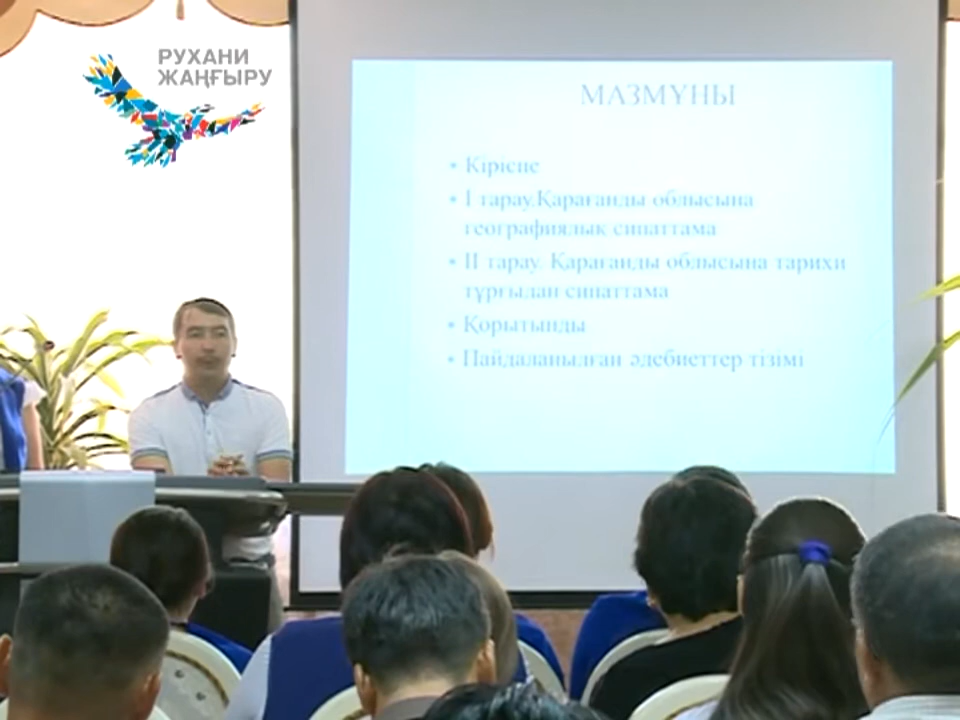 РУХАНИ
ЖАҢҒЫРУ
МАЗМҰНЫ
• Кіріспе
• І тарау.Қарағанды облысына
географиялық сипаттама
• ІІ тарау. Қарағанды облысына тарихи
тұрғыдан сипаттама
• Қорытынды
• Пайдаланылған әдебиеттер тізімі